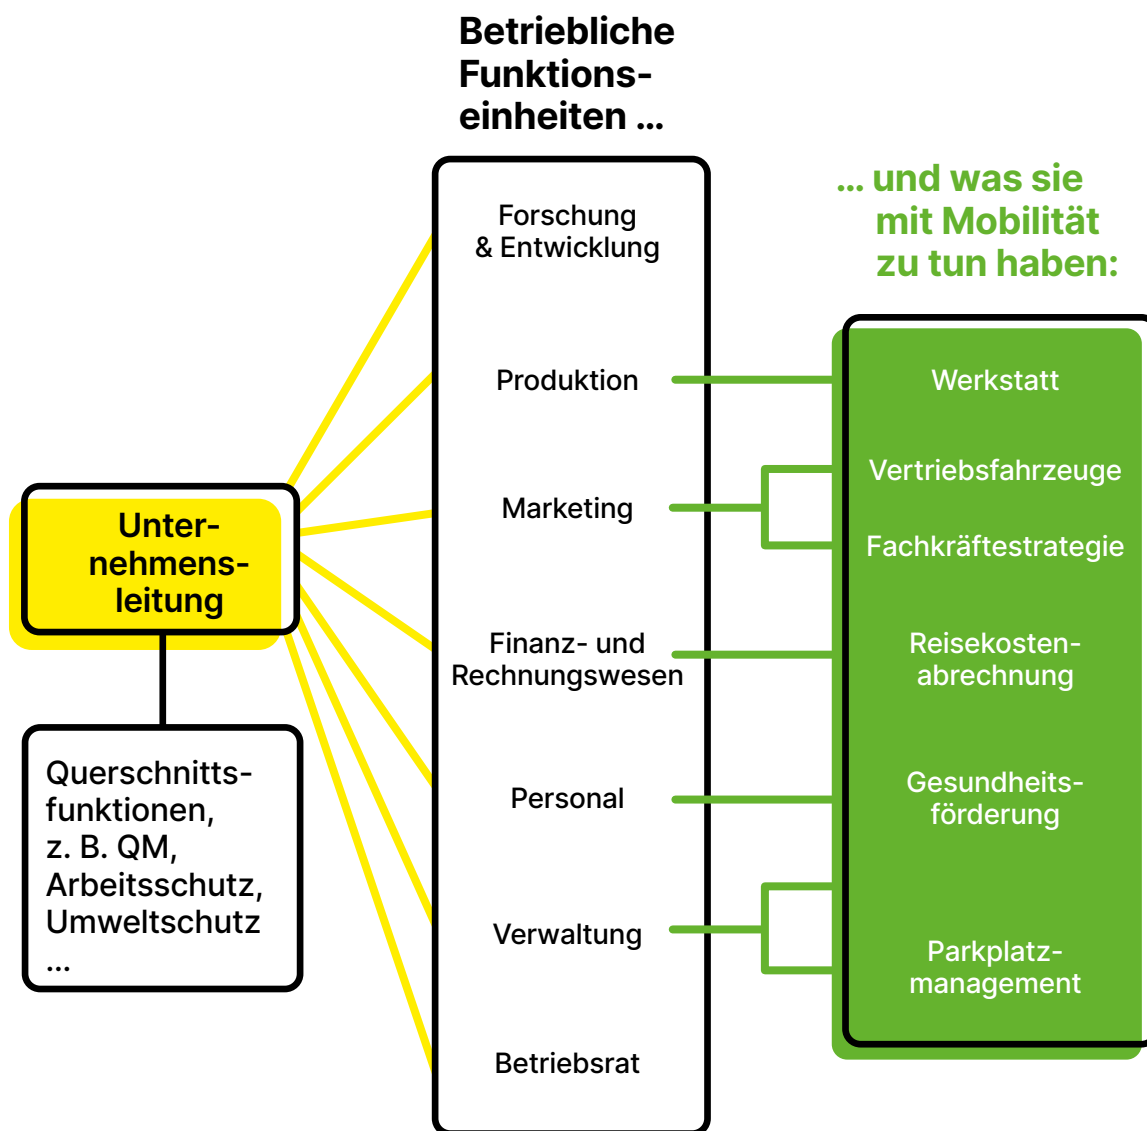 Betriebliche
Funktions-
einheiten ...
... und was sie
mit Mobilität
zu tun haben:
Forschung
& Entwicklung
Produktion
Marketing
Finanz- und
Rechnungswesen
Personal
Verwaltung
Betriebsrat
Werkstatt
Vertriebsfahrzeuge
Fachkräftestrategie
Reisekosten-
abrechnung
Gesundheits-
förderung
Parkplatz-
management
Unter-
nehmens-
leitung
Querschnitts-
funktionen,
z. B. QM,
Arbeitsschutz,
Umweltschutz
...